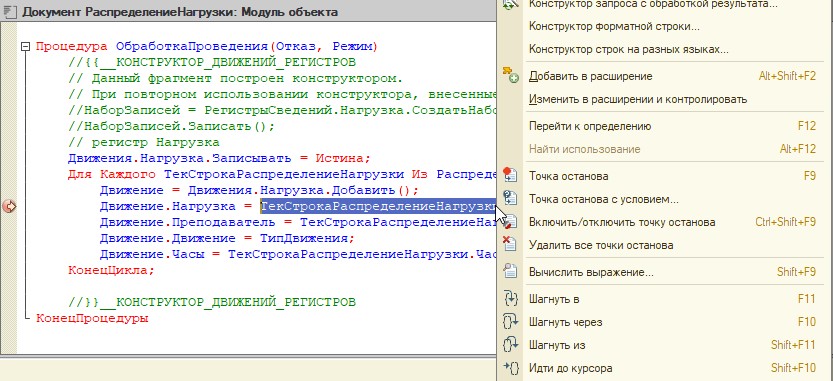 Документ РаспределениеНагрузки: Модуль объекта
Процедура ОбработкаПроведения(Отказ, Режим)
//{{__КОНСТРУКТОР_ДВИЖЕНИЙ_РЕГИСТРОВ
// Данный фрагмент построен конструктором.
// При повторном использовании конструктора, внесенные
//НаборЗаписей = РегистрыСведений.Нагрузка.СоздатьНабо
//НаборЗаписей.Записать();
// регистр Нагрузка
Движения.Нагрузка.Записывать = Истина;
Для Каждого ТекСтрокаРаспределениеНагрузки Из Распреде
Движение = Движения.Нагрузка.Добавить();
Движение.Нагрузка = ТекСтрокаРаспределениеНагрузки
Движение.Преподаватель = ТекСтрокаРаспределениеНаг
Движение.Движение = ТипДвижения;
Движение.Часы = ТекСтрокаРаспределениеНагрузки.Час
КонецЦикла;
//}}__КОНСТРУКТОР_ДВИЖЕНИЙ_РЕГИСТРОВ
КонецПроцедуры
Конструктор запроса с обработкой результата...
Конструктор форматной строки...
Конструктор строк на разных языках...
Добавить в расширение Alt+Shift+F2
Изменить в расширении и контролировать
Перейти к определению F12
Найти использование Alt+F12
Точка останова F9
Точка останова с условием...
Включить/отключить точку останова Ctrl+Shift+F9
Удалить все точки останова
Вычислить выражение... Shift+F9
Шагнуть в F11
Шагнуть через F10
Шагнуть из Shift+F11
Идти до курсора Shift+F10